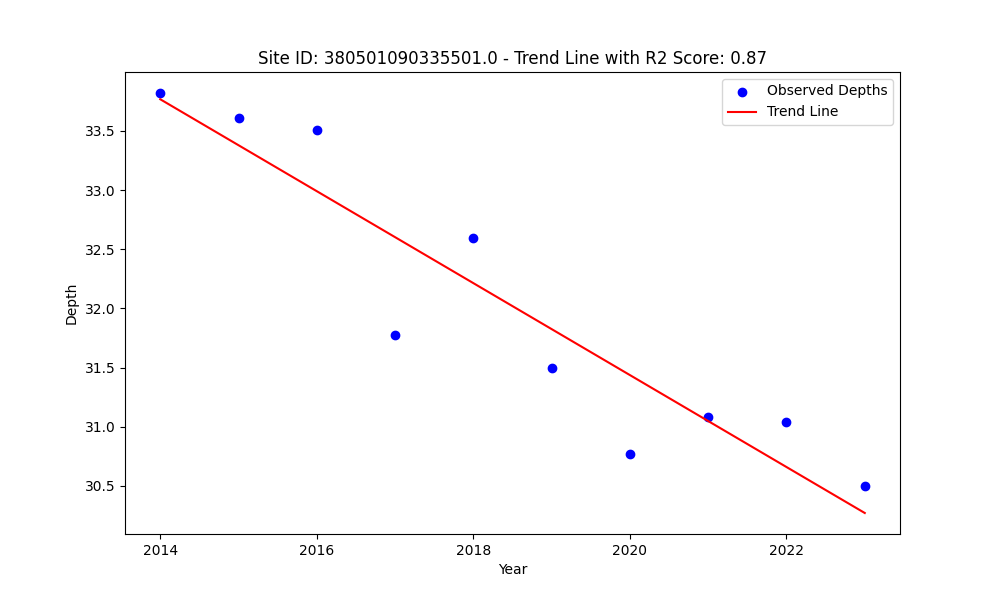 Site ID: 380501090335501.0 - Trend Line with R2 Score: 0.87
Observed Depths
Trend Line
Depth
33.5
33.0
32.5
32.0
31.5
31.0
30.5
2014
2016
2018
2020
2022
Year